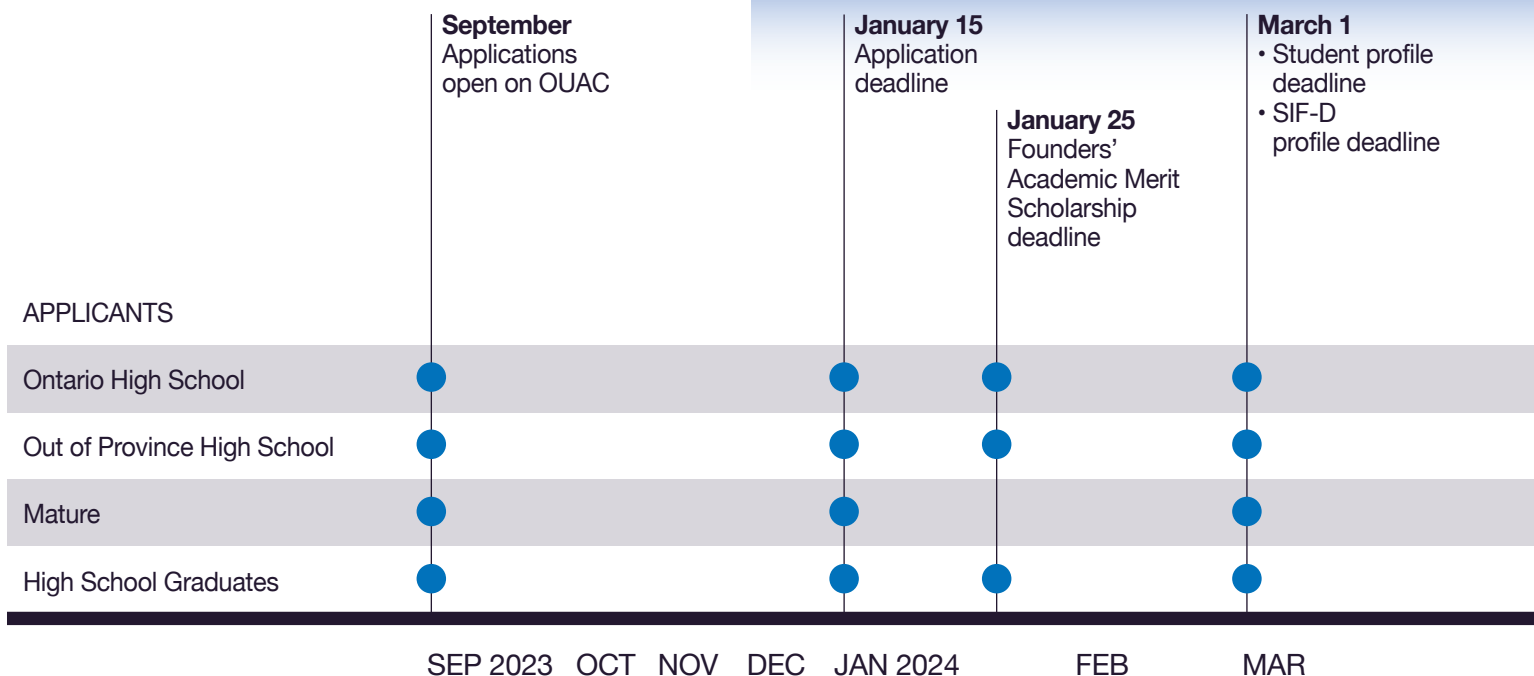 September
Applications
open on OUAC
January 15
Application
deadline
January 25
Founders’
Academic Merit
Scholarship
deadline
March 1
• Student profile
deadline
• SIF-D
profile deadline
APPLICANTS
Ontario High School
Out of Province High School
Mature
High School Graduates
SEP 2023 OCT NOV DEC JAN 2024 FEB MAR